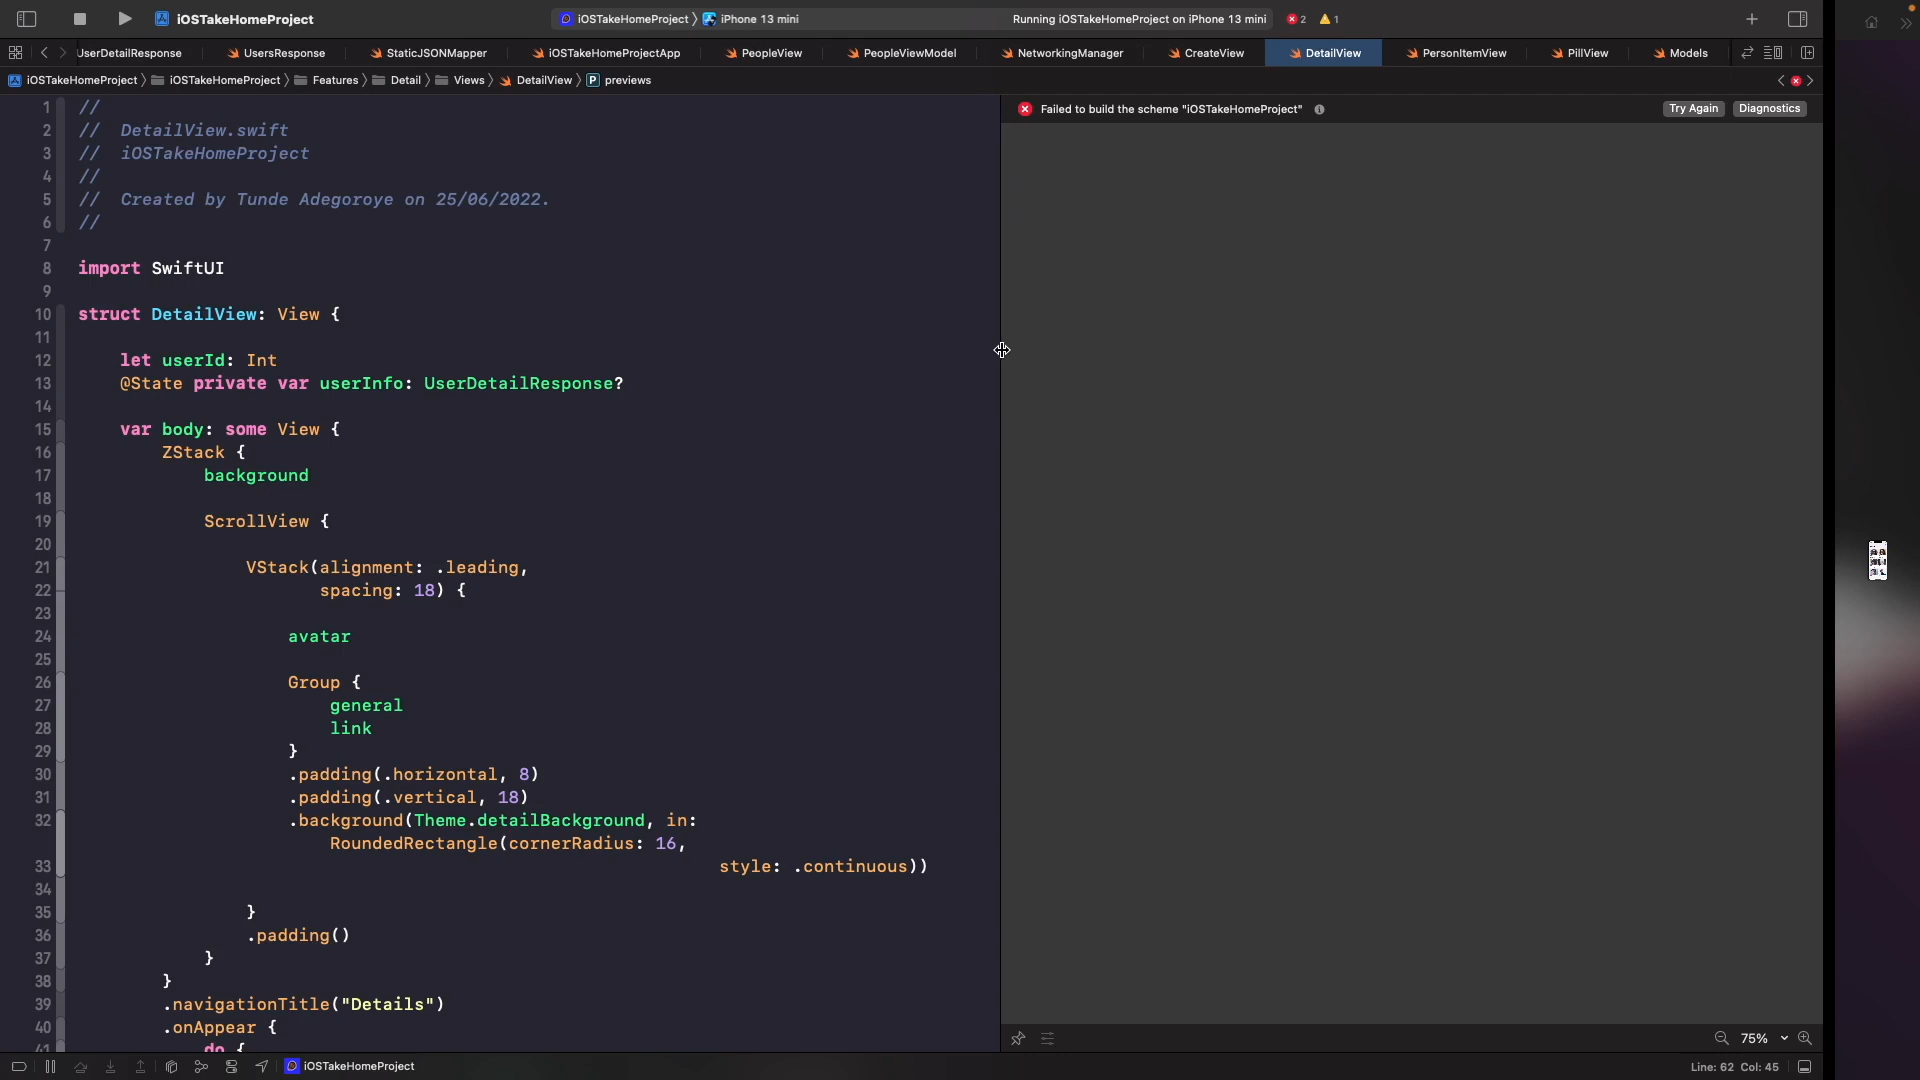 iOSTakeHomeProject
iOSTakeHomeProject 〉 iPhone 13 mini
Running iOSTakeHomeProject on iPhone 13 mini
2
1
UserDetailResponse
UsersResponse
StaticJSONMapper
iOSTakeHomeProjectApp
PeopleView
PeopleViewModel
NetworkingManager
CreateView
DetailView
PersonItemView
PillView
Models
iOSTakeHomeProject 〉 iOSTakeHomeProject 〉 Features 〉 Detail 〉 Views 〉 DetailView 〉 P previews
Failed to build the scheme "iOSTakeHomeProject"
Try Again
Diagnostics
1 //
2 //  DetailView.swift
3 //  iOSTakeHomeProject
4 //
5 //  Created by Tunde Adegoroye on 25/06/2022.
6 //
7
8 import SwiftUI
9
10 struct DetailView: View {
11
12     let userId: Int
13     @State private var userInfo: UserDetailResponse?
14
15     var body: some View {
16         ZStack {
17             background
18
19             ScrollView {
20
21                 VStack(alignment: .leading,
22                        spacing: 18) {
23
24                     avatar
25
26                     Group {
27                         general
28                         link
29                     }
30                     .padding(.horizontal, 8)
31                     .padding(.vertical, 18)
32                     .background(Theme.detailBackground, in:
RoundedRectangle(cornerRadius: 16,
33                                                              style: .continuous))
34
35                 }
36                 .padding()
37             }
38         }
39         .navigationTitle("Details")
40         .onAppear {
41             do {
75%
iOSTakeHomeProject
Line: 62 Col: 45